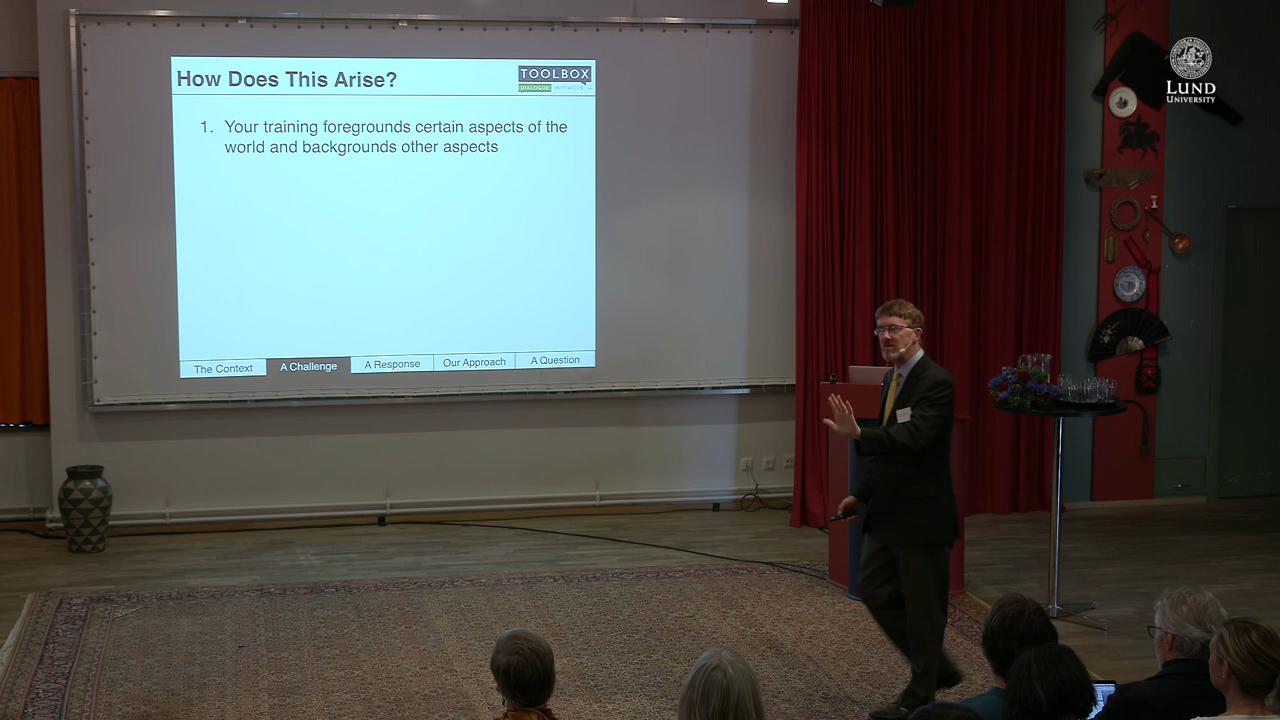 How Does This Arise?
TOOLBOX
DIALOGUE INITIATIVE
1. Your training foregrounds certain aspects of the
world and backgrounds other aspects
The Context
A Challenge
A Response
Our Approach
A Question
LUND
UNIVERSITY